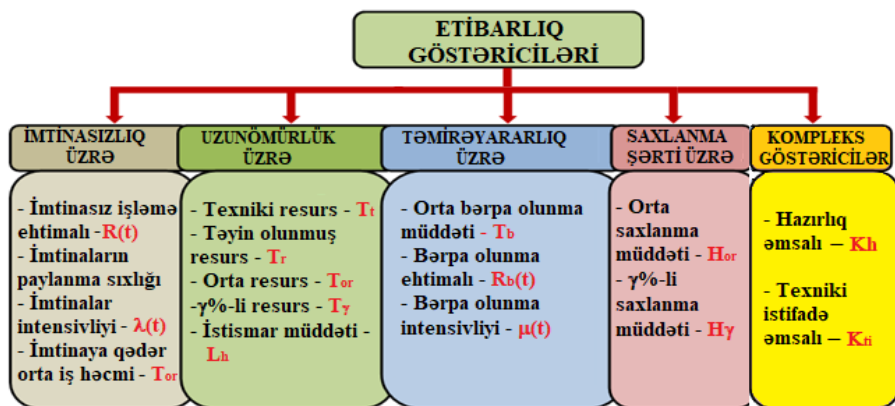 ETİBARLIQ
GÖSTƏRİCİLƏRİ
İMTİNASIZLIQ
ÜZRƏ
- İmtinasız işləmə
ehtimalı -R(t)
- İmtinaların
paylanma sıxlığı
- İmtinalar
intensivliyi - λ(t)
- İmtinaya qədər
orta iş həcmi - Tor
UZUNÖMÜRLÜK
ÜZRƏ
- Texniki resurs - Tt
- Təyin olunmuş
resurs - Tr
- Orta resurs - Tor
-γ%-li resurs - Tγ
- İstismar müddəti -
Lh
TƏMİRƏYARARLIQ
ÜZRƏ
- Orta bərpa olunma
müddəti - Tb
- Bərpa olunma
ehtimalı - Rb(t)
- Bərpa olunma
intensivliyi - μ(t)
SAXLANMA
ŞƏRTİ ÜZRƏ
- Orta
saxlanma
müddəti - Hor
- γ%-li
saxlanma
müddəti - Hγ
KOMPLEKS
GÖSTƏRİCİLƏR
- Hazırlıq
əmsalı – Kh
- Texniki
istifadə
əmsalı – Kti